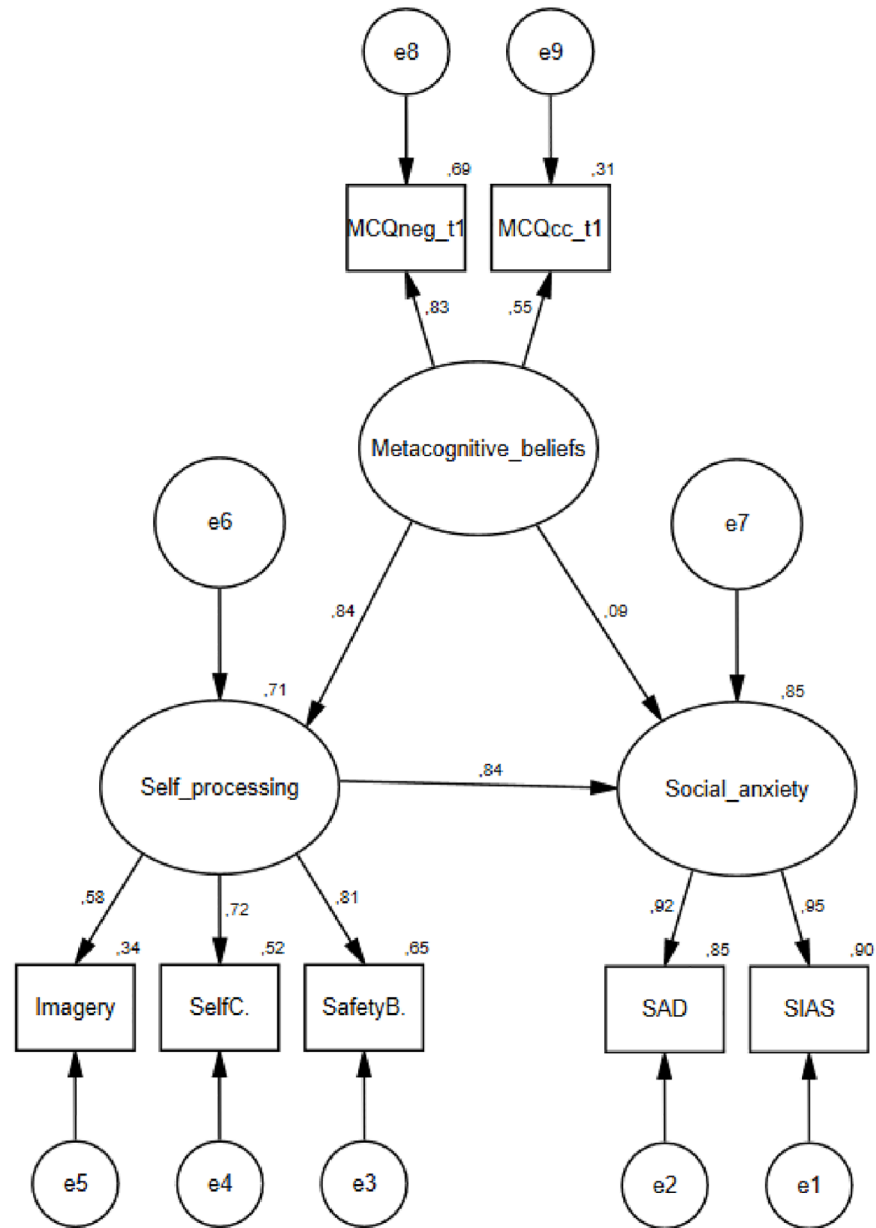 e8
e9
,69
,31
MCQneg_t1
MCQcc_t1
,83
,55
Metacognitive_beliefs
e6
e7
,84
,09
,71
,85
Self_processing
,84
Social_anxiety
,58
,72
,81
,92
,95
,34
,52
,65
,85
,90
Imagery
SelfC.
SafetyB.
SAD
SIAS
e5
e4
e3
e2
e1